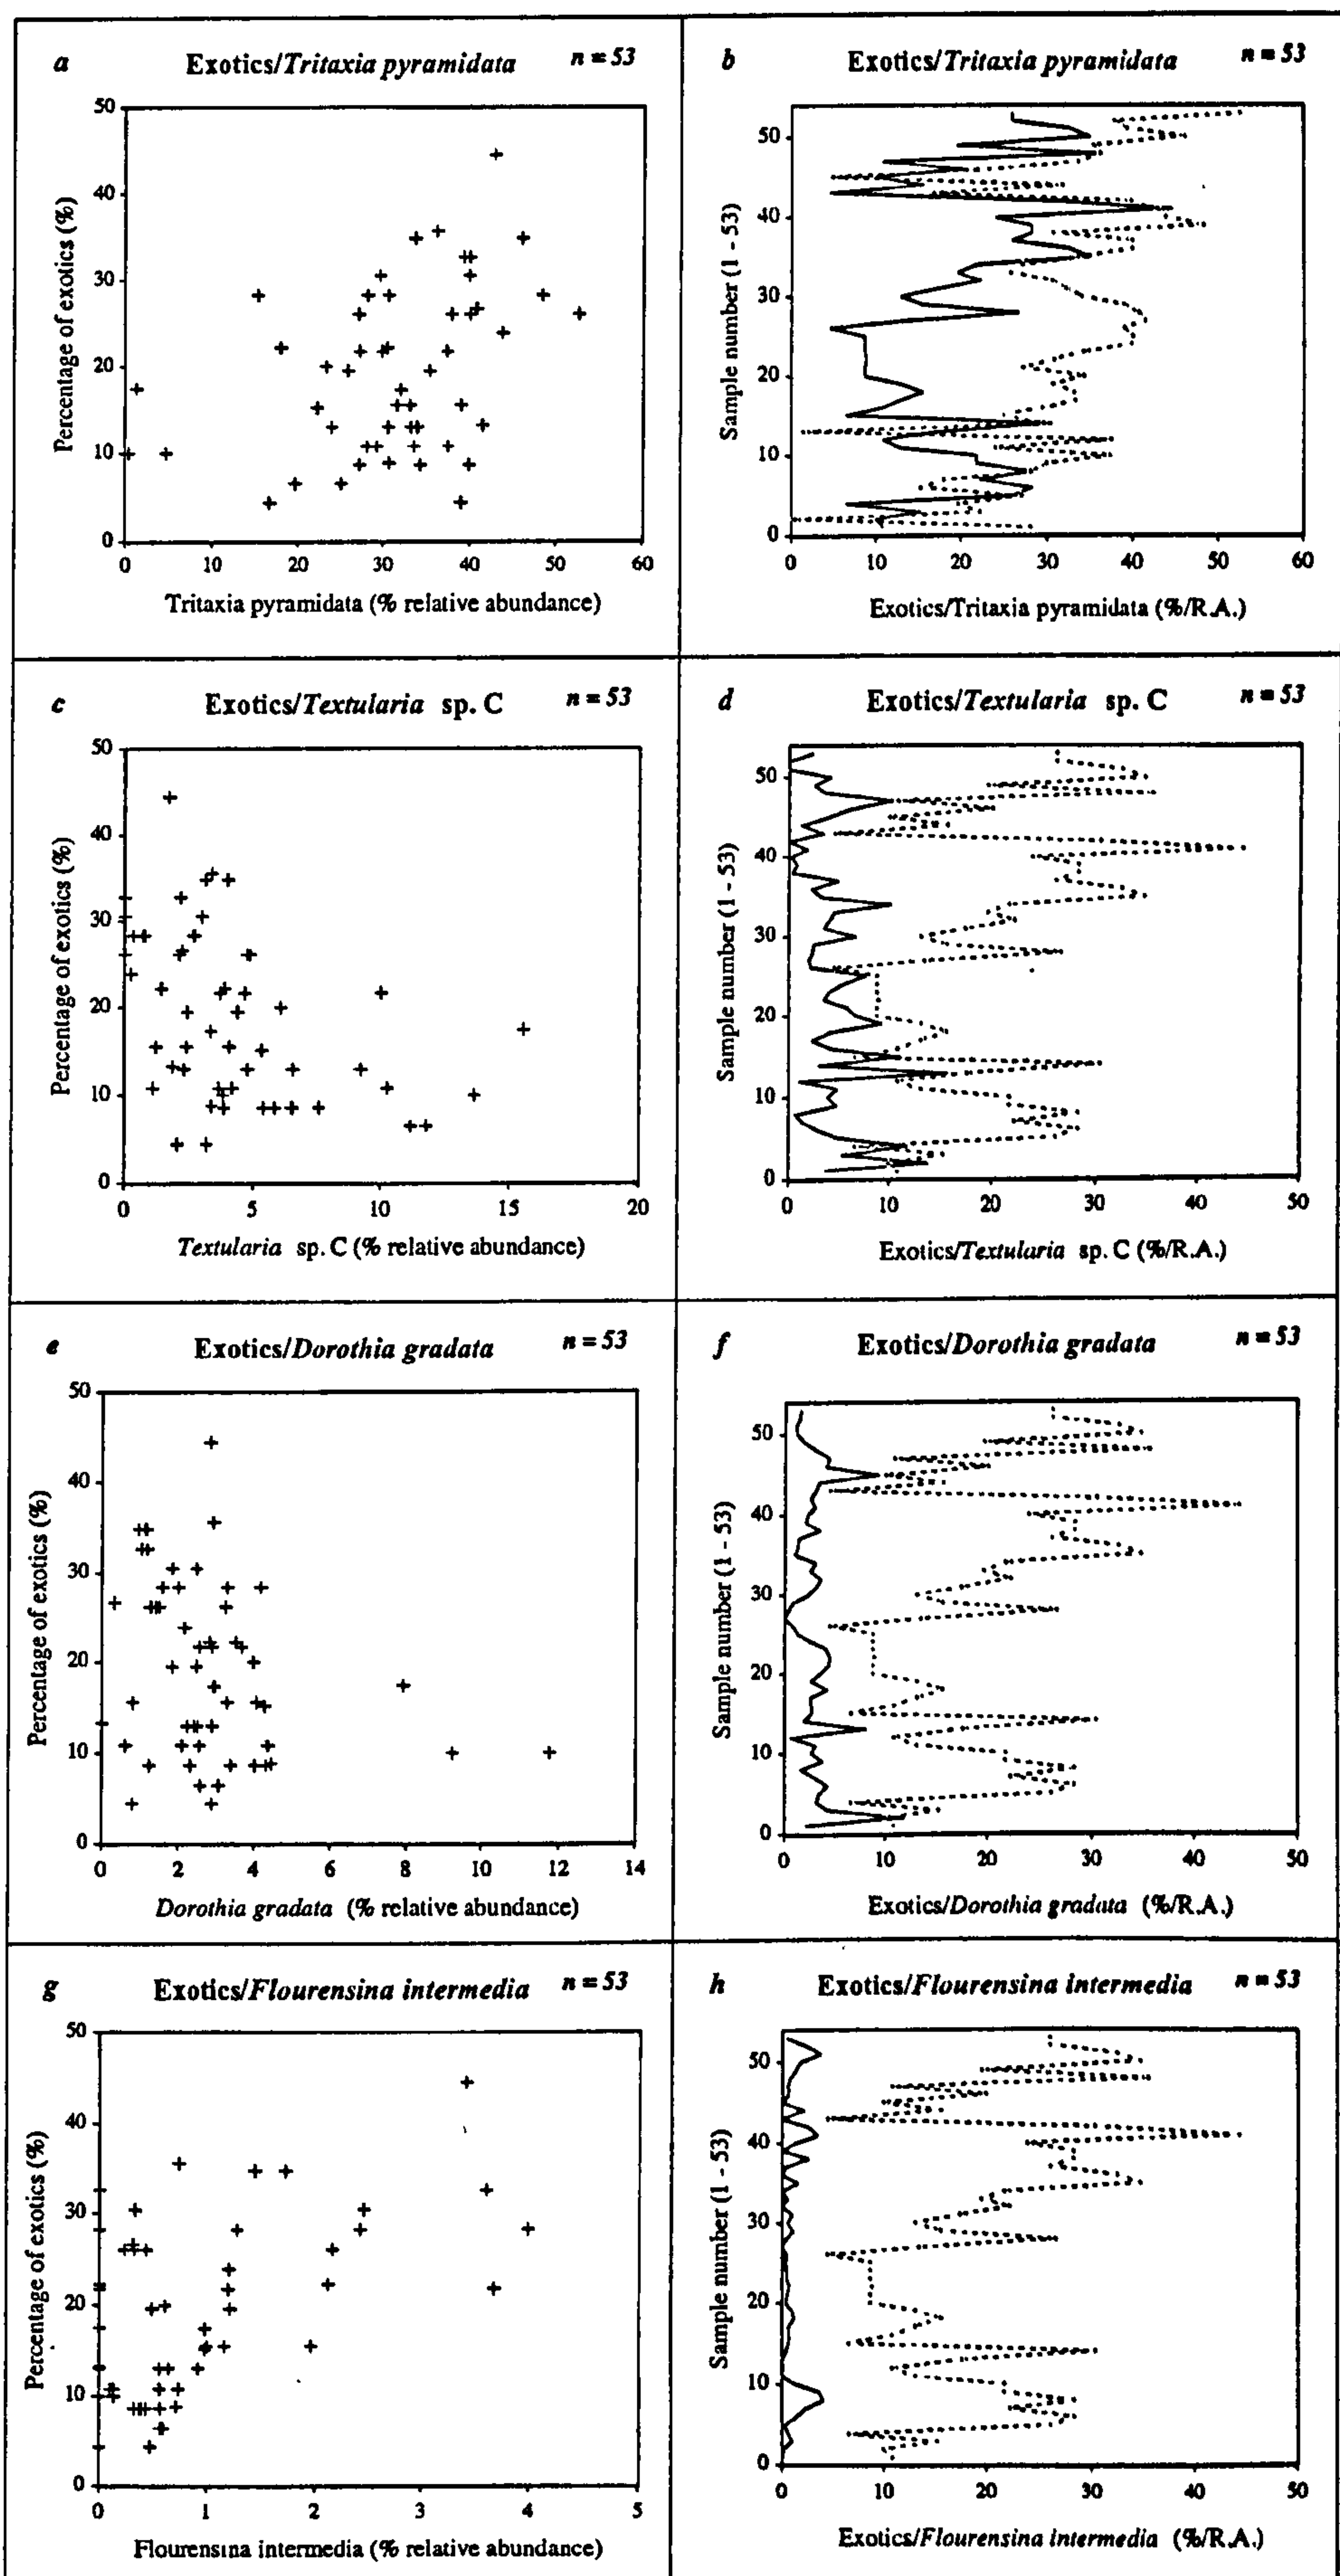 a Exotics/Tritaxia pyramidata n = 53
50
40
30
20
10
0
Percentage of exotics (%)
0 10 20 30 40 50 60
Tritaxia pyramidata (% relative abundance)
b Exotics/Tritaxia pyramidata n = 53
50
40
30
20
10
0
Sample number (1 - 53)
0 10 20 30 40 50 60
Exotics/Tritaxia pyramidata (%/R.A.)
c Exotics/Textularia sp. C n = 53
50
40
30
20
10
0
Percentage of exotics (%)
0 5 10 15 20
Textularia sp. C (% relative abundance)
d Exotics/Textularia sp. C n = 53
50
40
30
20
10
0
Sample number (1 - 53)
0 10 20 30 40 50
Exotics/Textularia sp. C (%/R.A.)
e Exotics/Dorothia gradata n = 53
50
40
30
20
10
0
Percentage of exotics (%)
0 2 4 6 8 10 12 14
Dorothia gradata (% relative abundance)
f Exotics/Dorothia gradata n = 53
50
40
30
20
10
0
Sample number (1 - 53)
0 10 20 30 40 50
Exotics/Dorothia gradata (%/R.A.)
g Exotics/Flourensina intermedia n = 53
50
40
30
20
10
0
Percentage of exotics (%)
0 1 2 3 4 5
Flourensina intermedia (% relative abundance)
h Exotics/Flourensina intermedia n = 53
50
40
30
20
10
0
Sample number (1 - 53)
0 10 20 30 40 50
Exotics/Flourensina intermedia (%/R.A.)